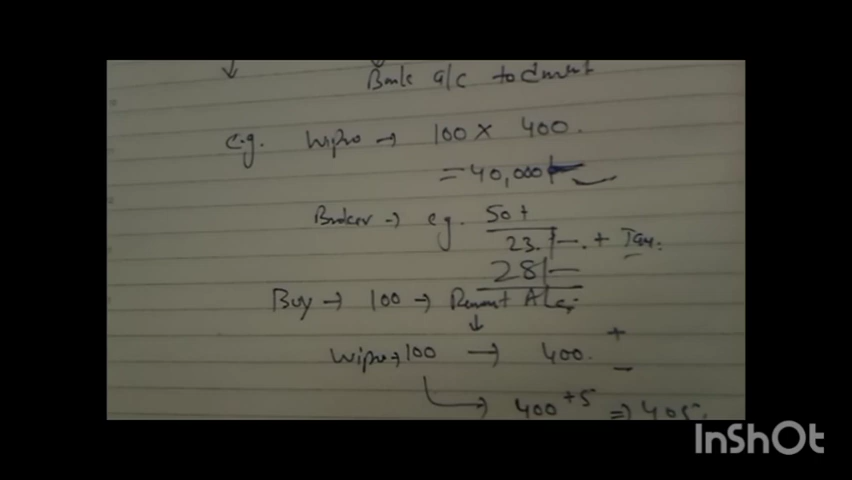 Bank a/c to dmat
e.g. Wipro → 100 × 400.
= 40,000/-
Broker → e.g. 50 +
23./-. + Tax.
28/-
Buy → 100 → Demat A/c,
↓
Wipro → 100 → 400. + -
→ 400 +5 ⇒ 405
InShOt